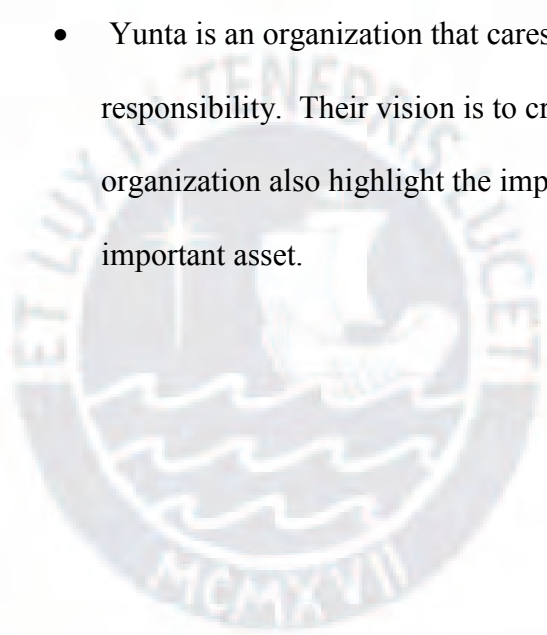 • Yunta is an organization that cares
responsibility. Their vision is to cr
organization also highlight the imp
important asset.
ET LUX IN TENEBRIS LUCET
MCMXVII